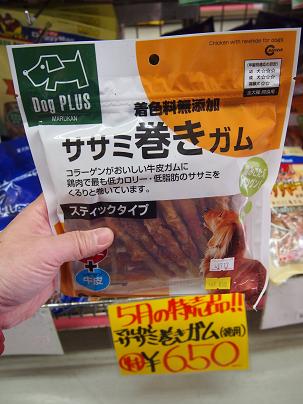 Chicken with rawhide for dogs
Dog PLUS
MARUKAN
着色料無添加
ササミ巻きガム
コラーゲンがおいしい牛皮ガムに
鶏肉で最も低カロリー・低脂肪のササミを
くるりと巻いています。
スティックタイプ
牛皮
5月の特売品!!
ササミ巻きガム(徳用)
特¥650